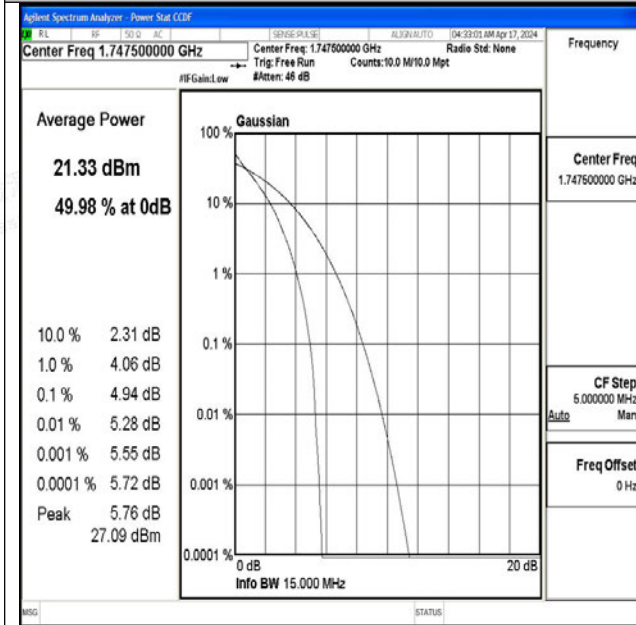 Agilent Spectrum Analyzer - Power Stat CCDF
RL RF 50 Ω AC SENSE:PULSE ALIGNAUTO 04:33:01 AM Apr 17, 2024
Center Freq 1.747500000 GHz
Center Freq: 1.747500000 GHz Radio Std: None
Trig: Free Run Counts:10.0 M/10.0 Mpt
#IFGain:Low #Atten: 46 dB
Frequency
Average Power
21.33 dBm
49.98 % at 0dB
10.0 % 2.31 dB
1.0 % 4.06 dB
0.1 % 4.94 dB
0.01 % 5.28 dB
0.001 % 5.55 dB
0.0001 % 5.72 dB
Peak 5.76 dB
27.09 dBm
Gaussian
100 %
10 %
1 %
0.1 %
0.01 %
0.001 %
0.0001 %
0 dB 20 dB
Info BW 15.000 MHz
Center Freq
1.747500000 GHz
CF Step
5.000000 MHz
Auto Man
Freq Offset
0 Hz
MSG STATUS